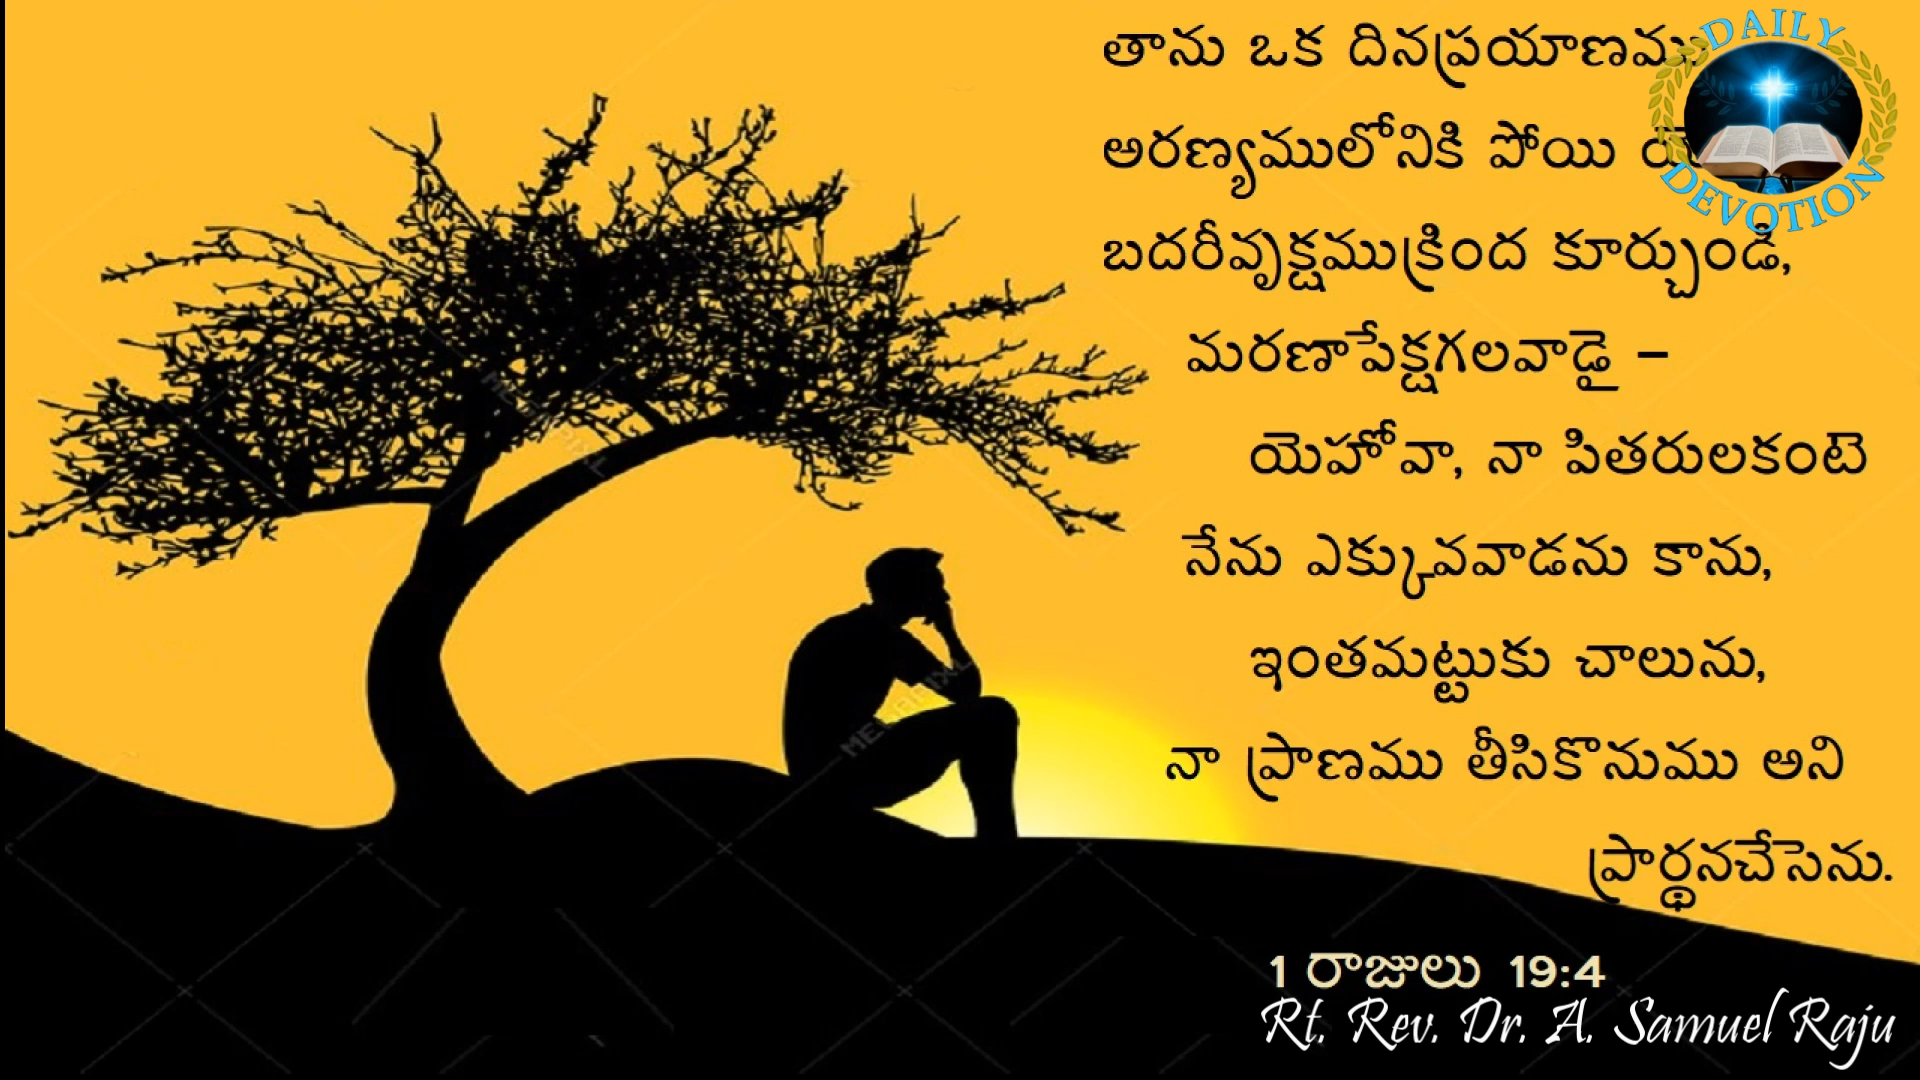 తాను ఒక దినప్రయాణము
అరణ్యములోనికి పోయి
బదరీవృక్షముక్రింద కూర్చుండి,
మరణాపేక్షగలవాడై –
యెహోవా, నా పితరులకంటె
నేను ఎక్కువవాడను కాను,
ఇంతమట్టుకు చాలును,
నా ప్రాణము తీసికొనుము అని
ప్రార్థనచేసెను.
1 రాజులు 19:4
Rt. Rev. Dr. A. Samuel Raju
DAILY
DEVOTION